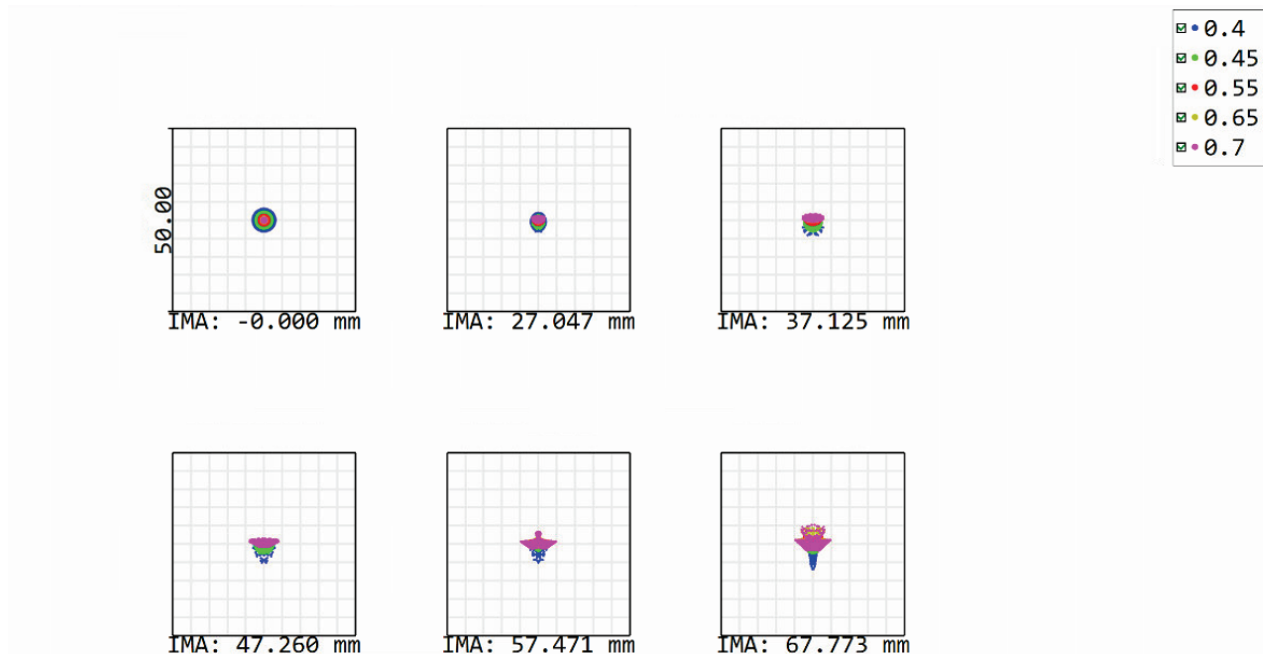 0.4
0.45
0.55
0.65
0.7
50.00
IMA: -0.000 mm
IMA: 27.047 mm
IMA: 37.125 mm
IMA: 47.260 mm
IMA: 57.471 mm
IMA: 67.773 mm